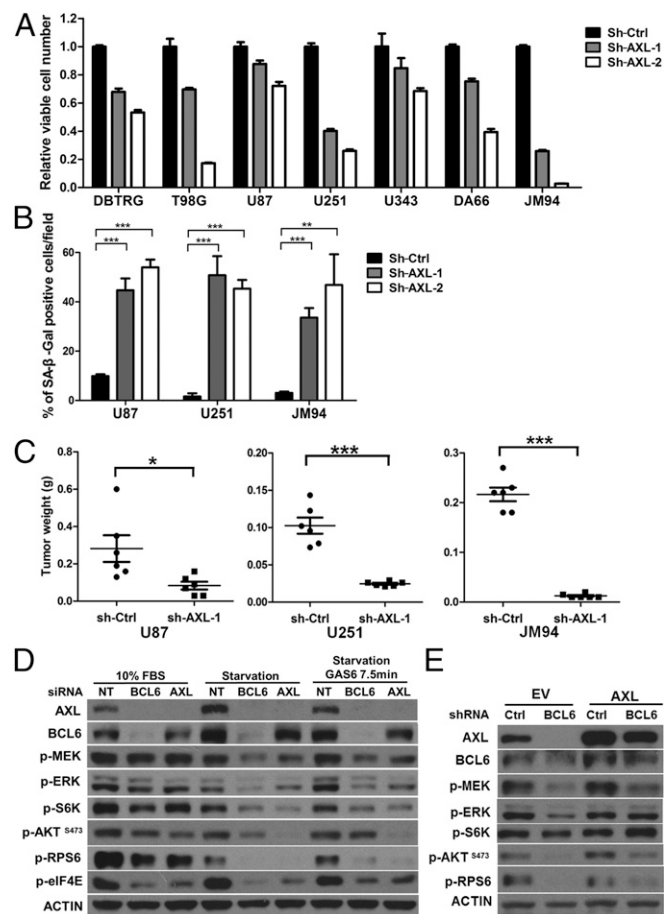 A
Relative viable cell number
1.0
0.8
0.6
0.4
0.2
0.0
DBTRG T98G U87 U251 U343 DA66 JM94
Sh-Ctrl
Sh-AXL-1
Sh-AXL-2
B
% of SA-β -Gal positive cells/field
60
40
20
0
*** *** ***
*** *** **
*** *** ***
U87 U251 JM94
Sh-Ctrl
Sh-AXL-1
Sh-AXL-2
C
Tumor weight (g)
0.8
0.6
0.4
0.2
0.0
*
sh-Ctrl sh-AXL-1
U87
0.20
0.15
0.10
0.05
0.00
***
sh-Ctrl sh-AXL-1
U251
0.3
0.2
0.1
0.0
***
sh-Ctrl sh-AXL-1
JM94
D
10% FBS Starvation Starvation
GAS6 7.5min
siRNA NT BCL6 AXL NT BCL6 AXL NT BCL6 AXL
AXL
BCL6
p-MEK
p-ERK
p-S6K
p-AKT S473
p-RPS6
p-eIF4E
ACTIN
E
EV AXL
shRNA Ctrl BCL6 Ctrl BCL6
AXL
BCL6
p-MEK
p-ERK
p-S6K
p-AKT S473
p-RPS6
ACTIN